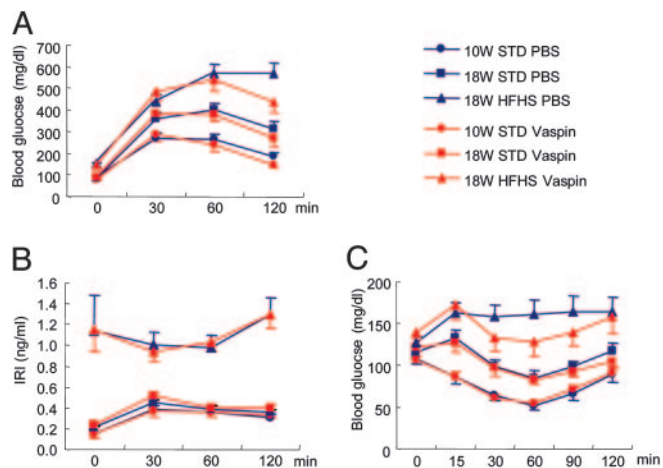 A
Blood glucose (mg/dl)
700
600
500
400
300
200
100
0
0 30 60 120 min
10W STD PBS
18W STD PBS
18W HFHS PBS
10W STD Vaspin
18W STD Vaspin
18W HFHS Vaspin
B
IRI (ng/ml)
1.6
1.4
1.2
1.0
0.8
0.6
0.4
0.2
0.0
0 30 60 120 min
C
Blood glucose (mg/dl)
200
150
100
50
0
0 15 30 60 90 120 min